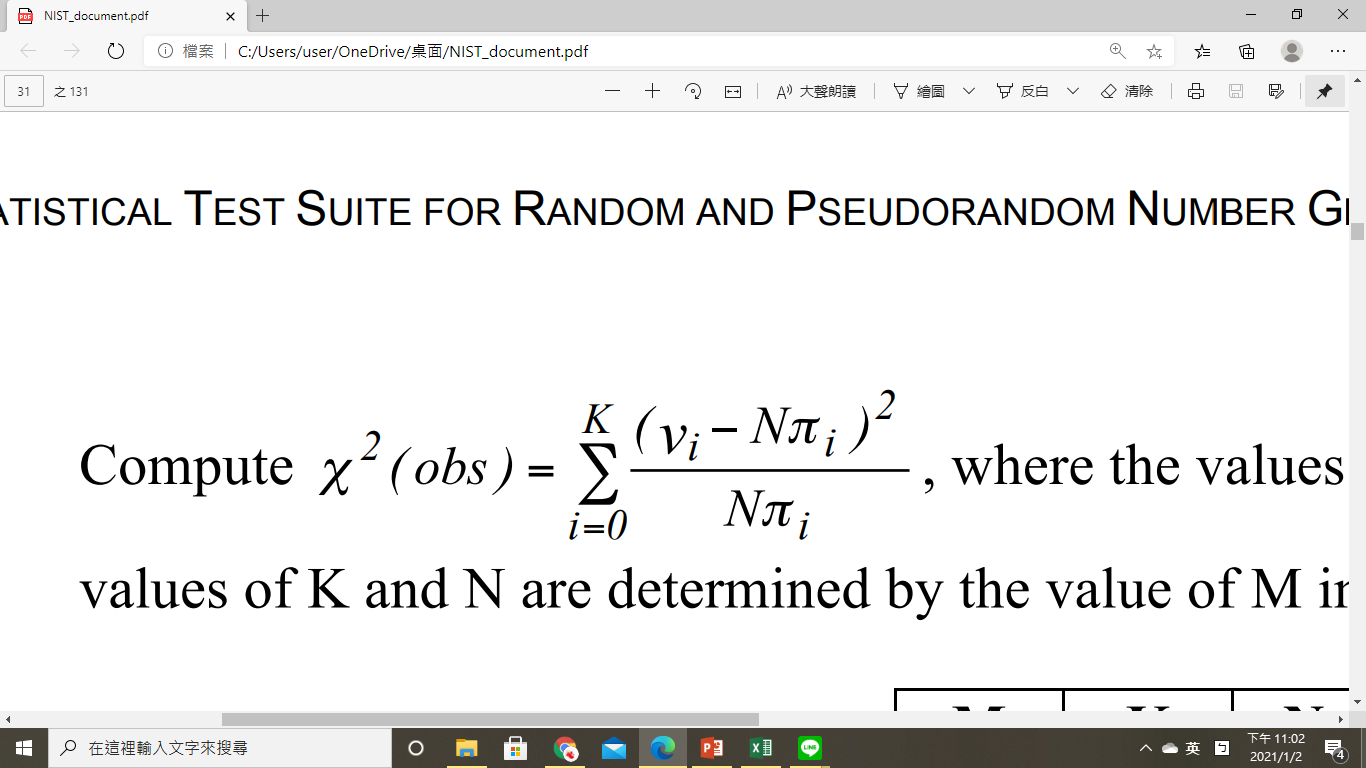 NIST_document.pdf
檔案 C:/Users/user/OneDrive/桌面/NIST_document.pdf
31 之 131 大聲朗讀 繪圖 反白 清除
ATISTICAL TEST SUITE FOR RANDOM AND PSEUDORANDOM NUMBER G
Compute χ²(obs) = ∑_{i=0}^{K} (v_i − Nπ_i)² / Nπ_i , where the values
values of K and N are determined by the value of M in
在這裡輸入文字來搜尋
英
下午 11:02
2021/1/2
4